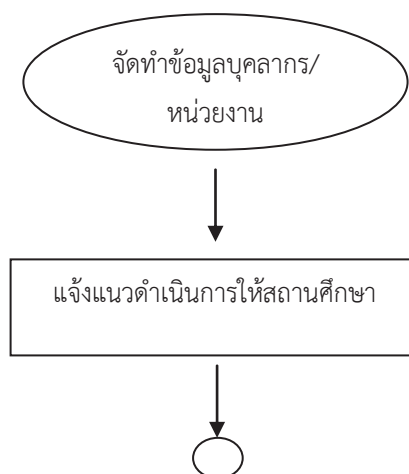 จัดทำข้อมูลบุคลากร/
หน่วยงาน
แจ้งแนวดำเนินการให้สถานศึกษา